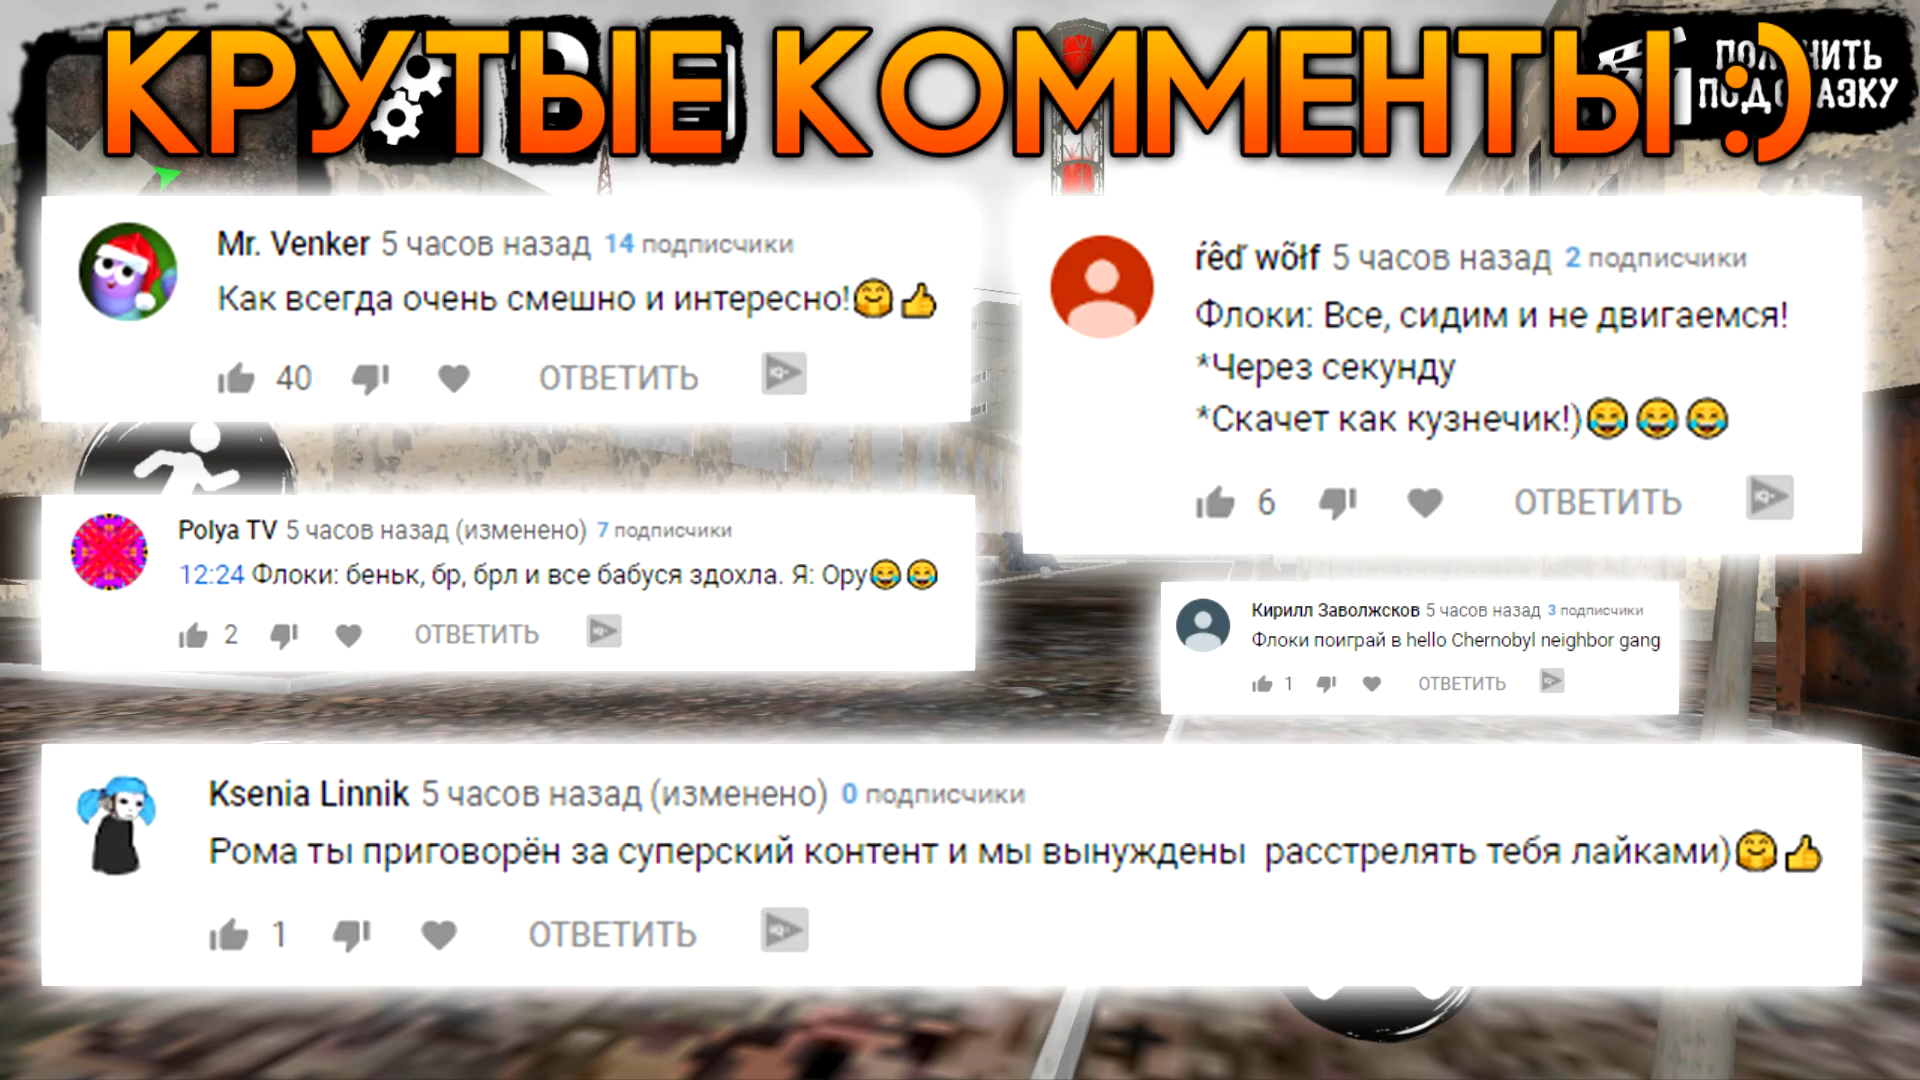 КРУТЫЕ КОММЕНТЫ :)
ПОЛУЧИТЬ
ПОДСКАЗКУ
Mr. Venker 5 часов назад 14 подписчики
Как всегда очень смешно и интересно!🤗👍
40 ОТВЕТИТЬ
ŕêď wõłf 5 часов назад 2 подписчики
Флоки: Все, сидим и не двигаемся!
*Через секунду
*Скачет как кузнечик!)😂😂😂
6 ОТВЕТИТЬ
Polya TV 5 часов назад (изменено) 7 подписчики
12:24 Флоки: беньк, бр, брл и все бабуся здохла. Я: Ору😂😂
2 ОТВЕТИТЬ
Кирилл Заволжсков 5 часов назад 3 подписчики
Флоки поиграй в hello Chernobyl neighbor gang
1 ОТВЕТИТЬ
Ksenia Linnik 5 часов назад (изменено) 0 подписчики
Рома ты приговорён за суперский контент и мы вынуждены расстрелять тебя лайками)🤗👍
1 ОТВЕТИТЬ